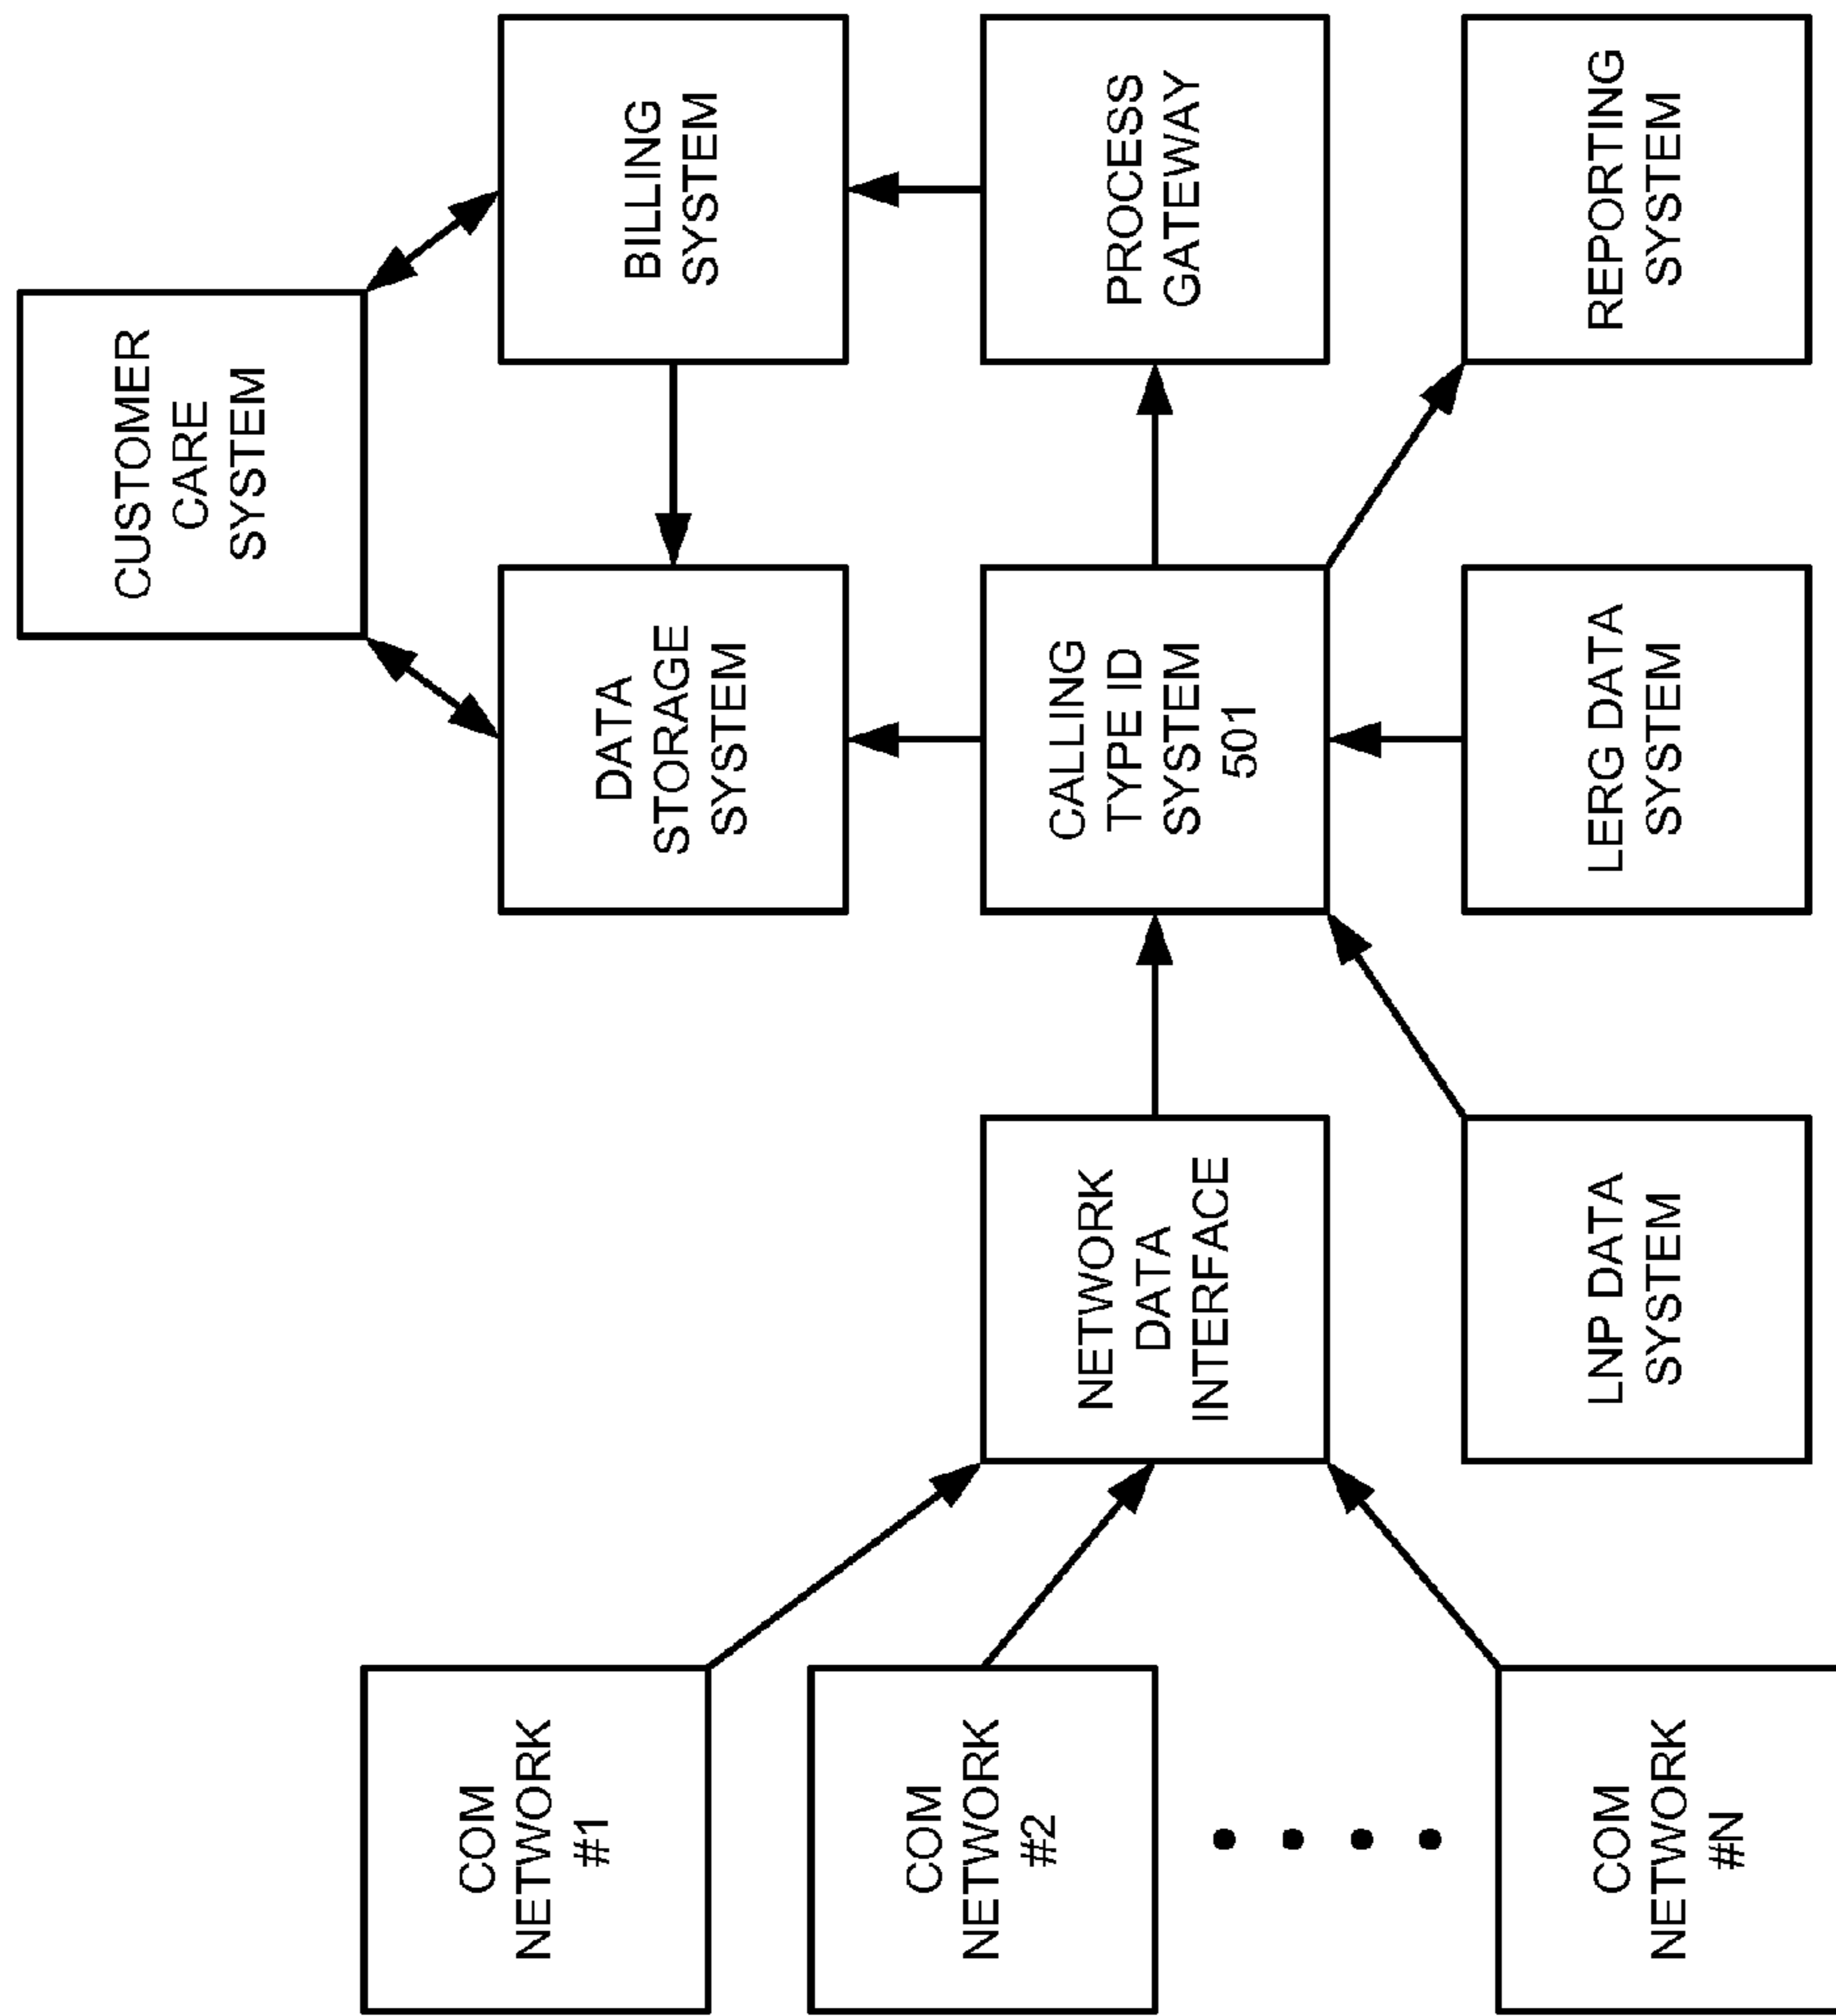 COM
NETWORK
#1
COM
NETWORK
#2
COM
NETWORK
#N
NETWORK
DATA
INTERFACE
LNP DATA
SYSTEM
DATA
STORAGE
SYSTEM
CALLING
TYPE ID
SYSTEM
501
LERG DATA
SYSTEM
CUSTOMER
CARE
SYSTEM
BILLING
SYSTEM
PROCESS
GATEWAY
REPORTING
SYSTEM